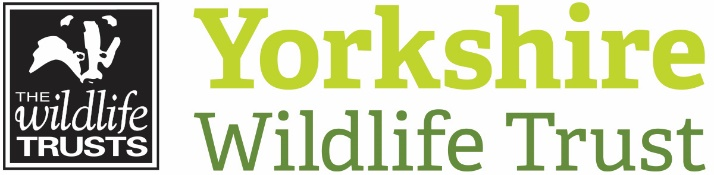 THE
wildlife
TRUSTS
Yorkshire
Wildlife Trust